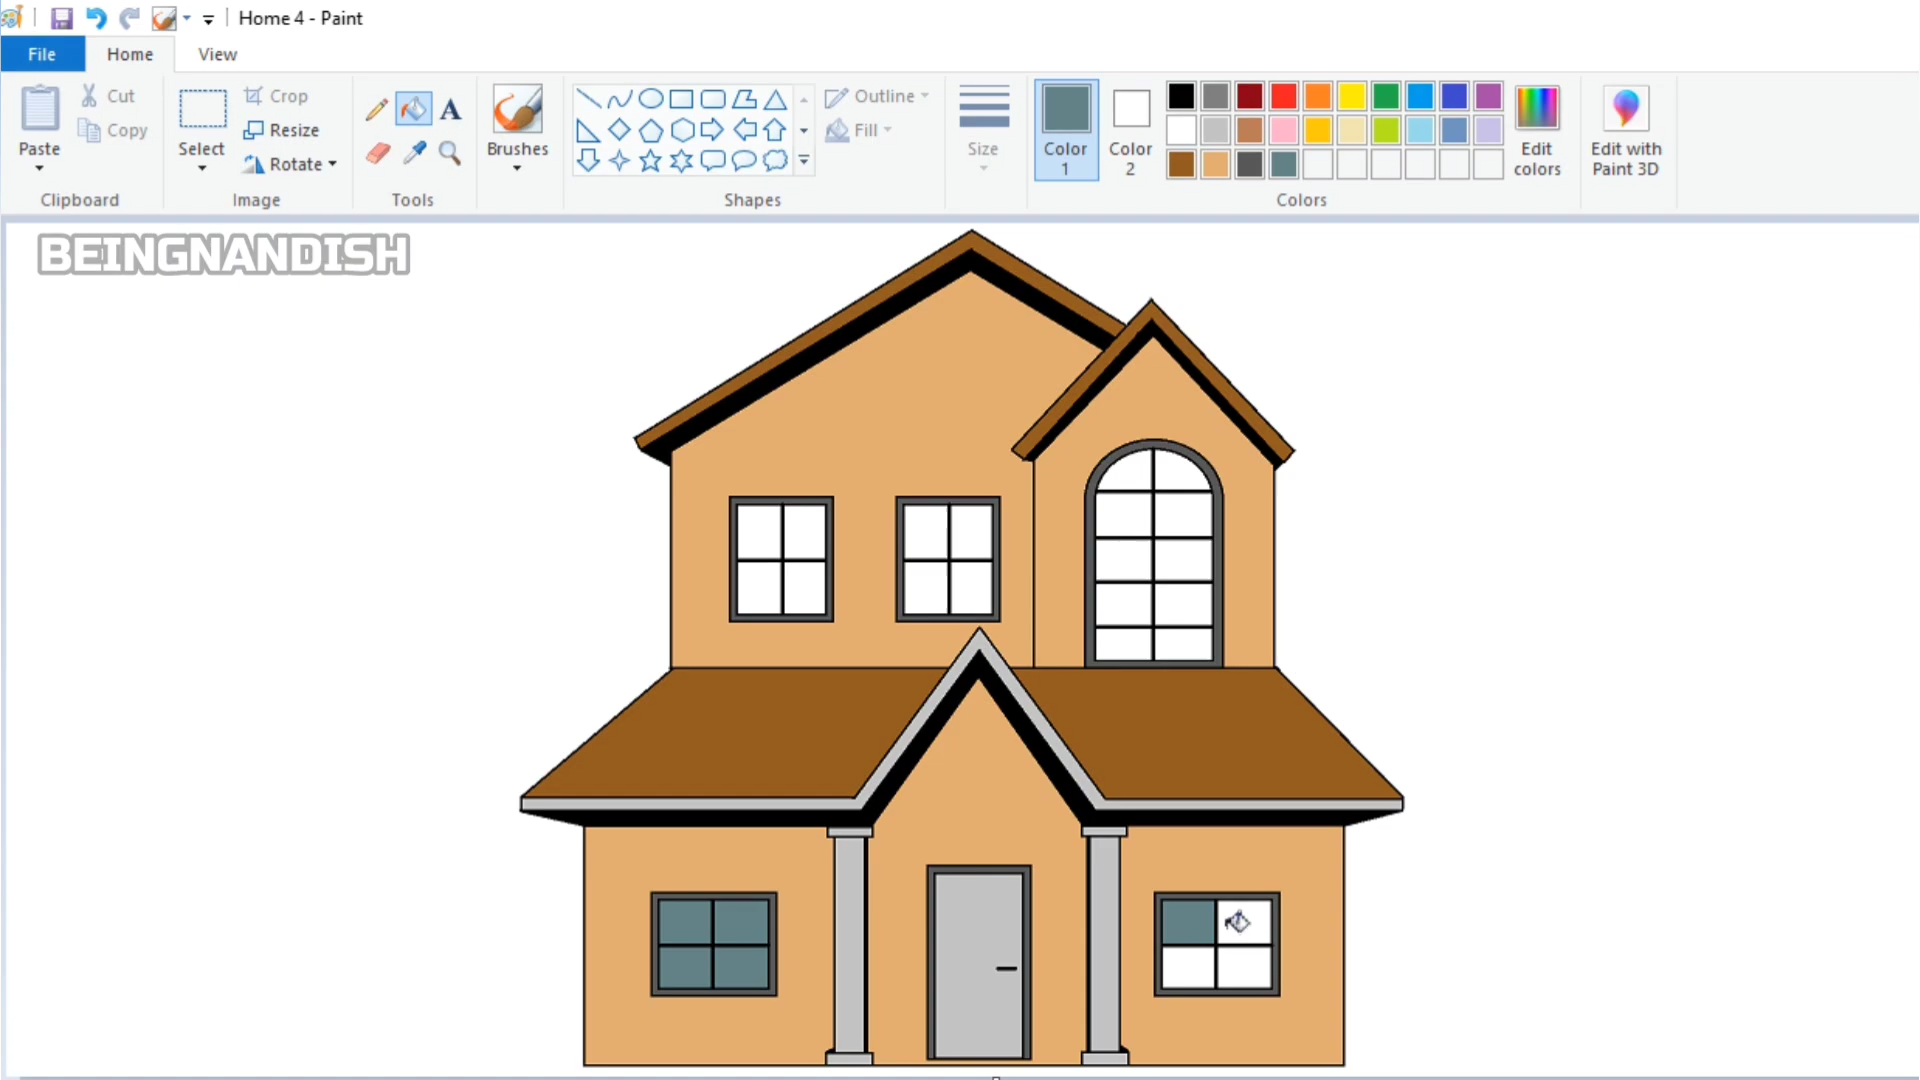 Home 4 - Paint
File Home View
Paste
Cut
Copy
Clipboard
Select
Crop
Resize
Rotate
Image
A
Tools
Brushes
Shapes
Outline
Fill
Size
Color 1
Color 2
Colors
Edit colors
Edit with Paint 3D
BEINGNANDISH